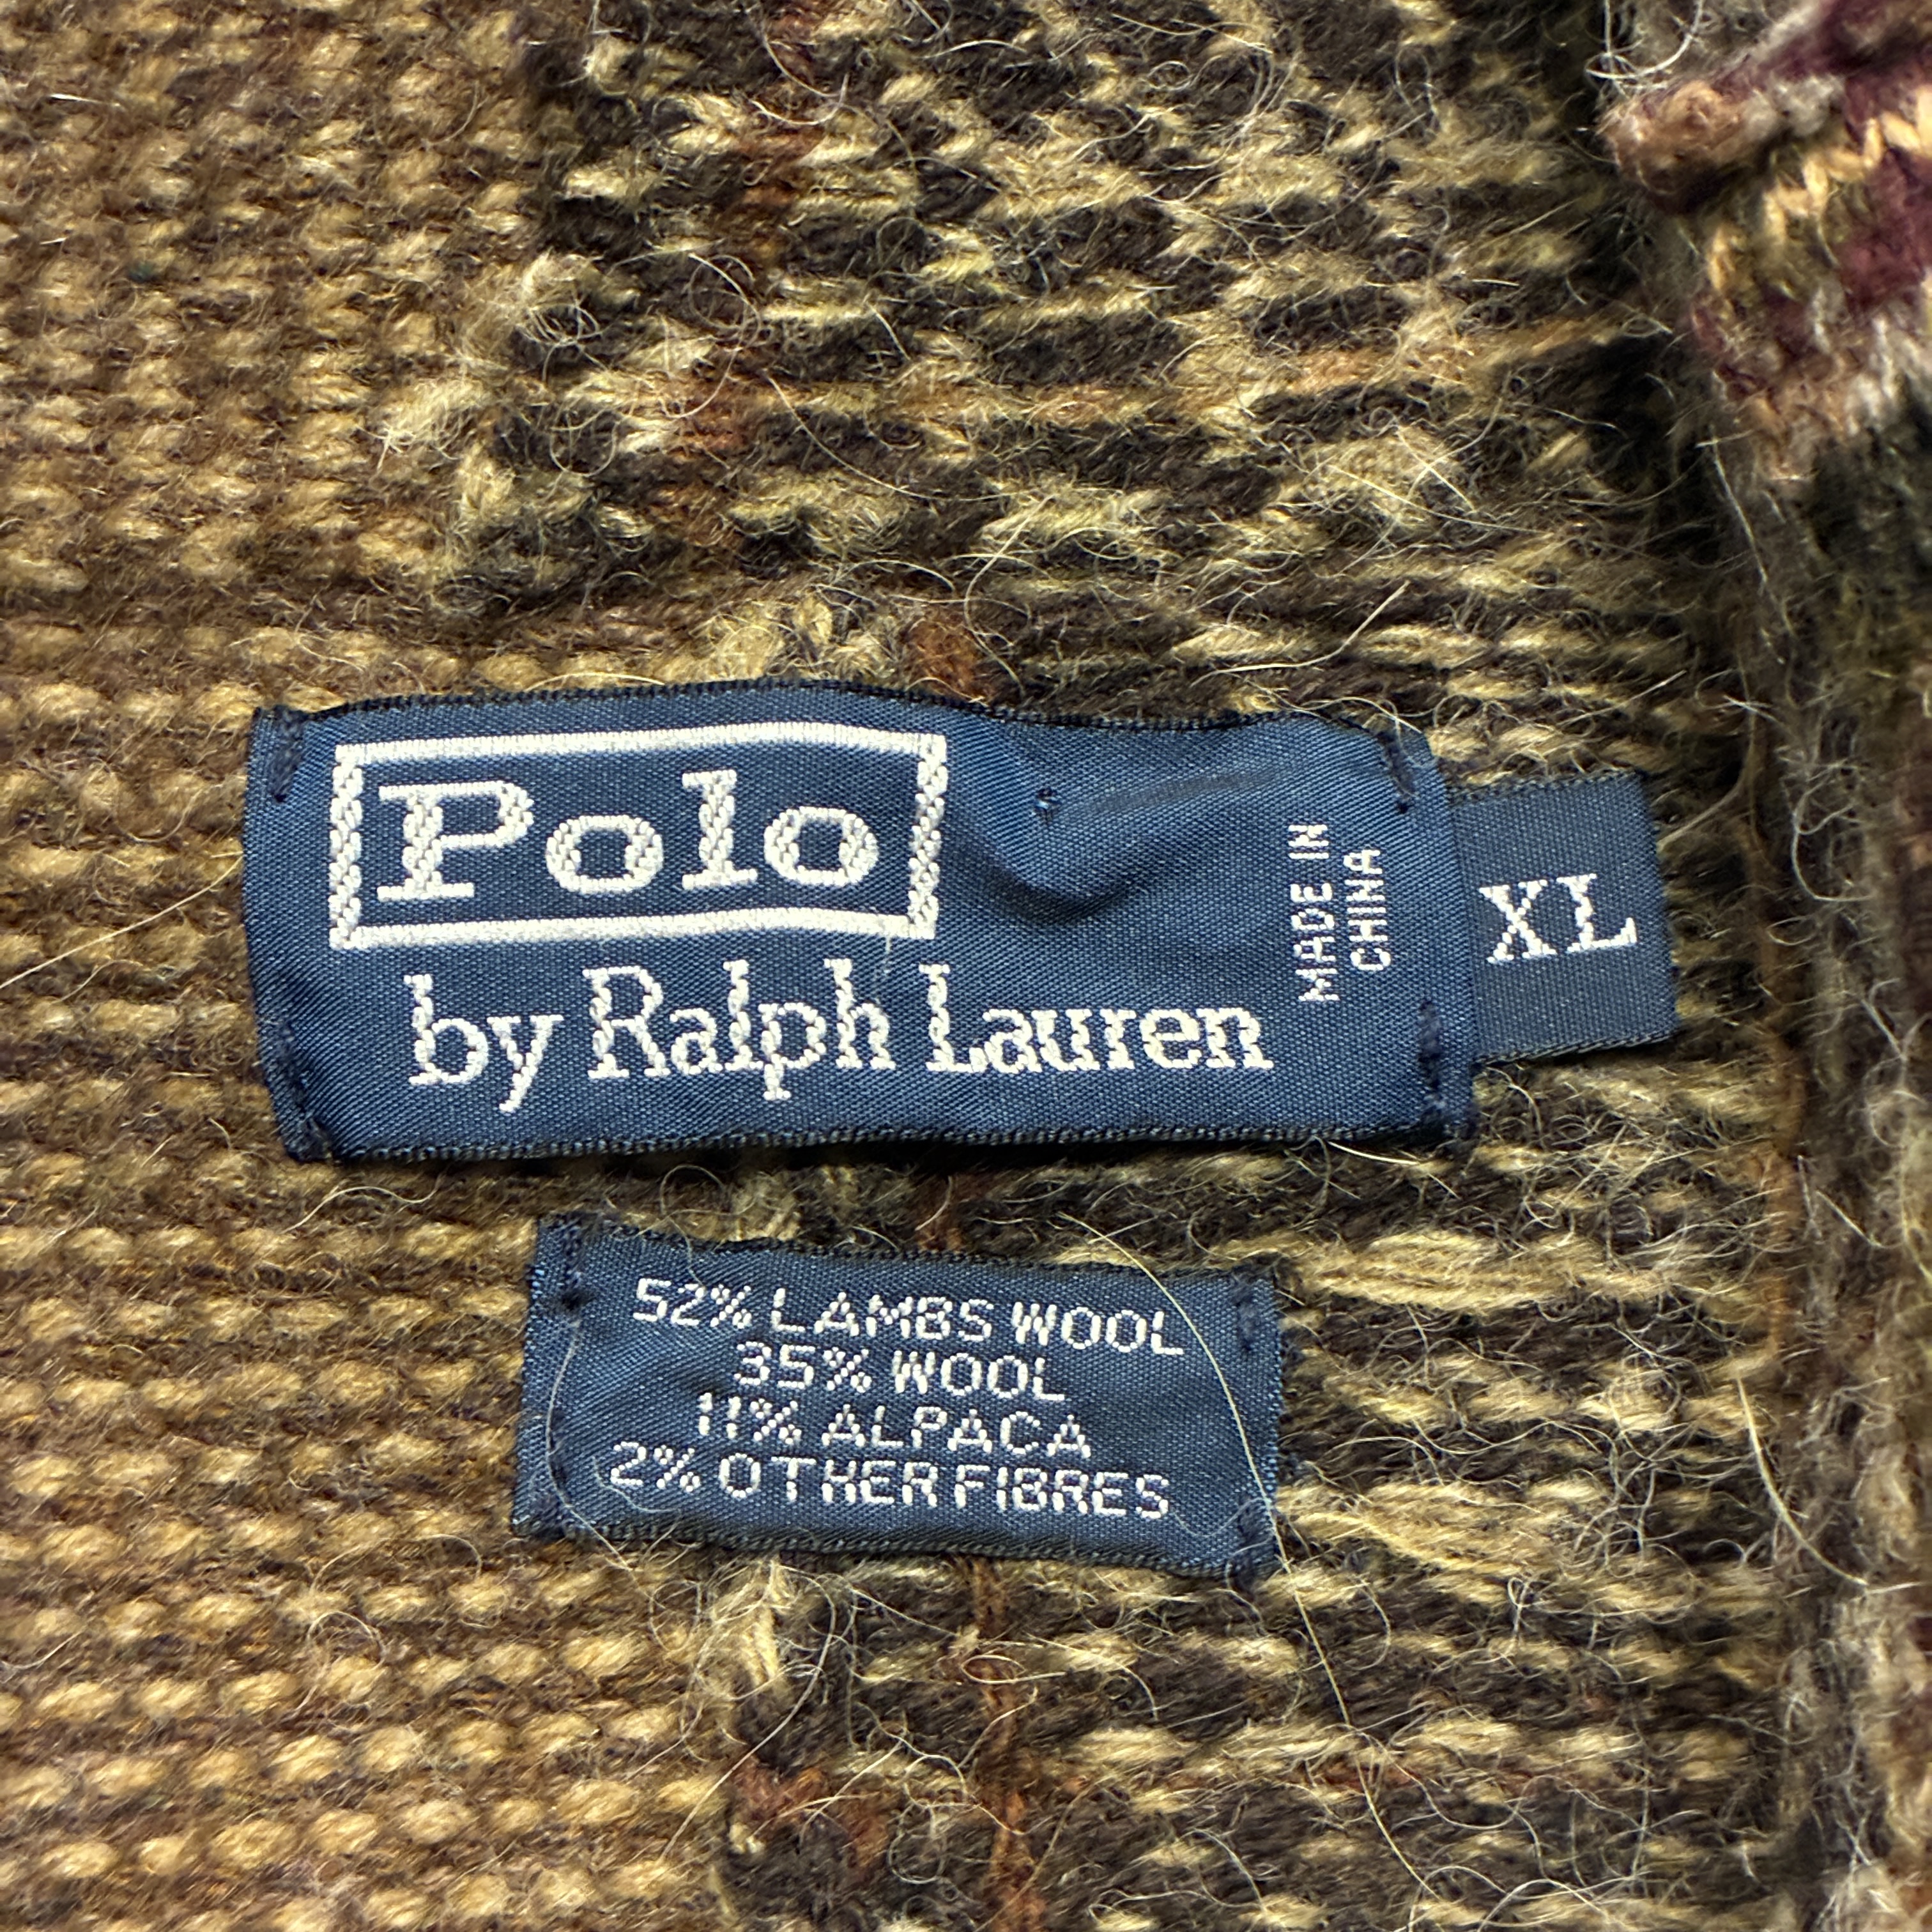 Polo
by Ralph Lauren
MADE IN
CHINA
XL
52% LAMBS WOOL
35% WOOL
11% ALPACA
2% OTHER FIBRES